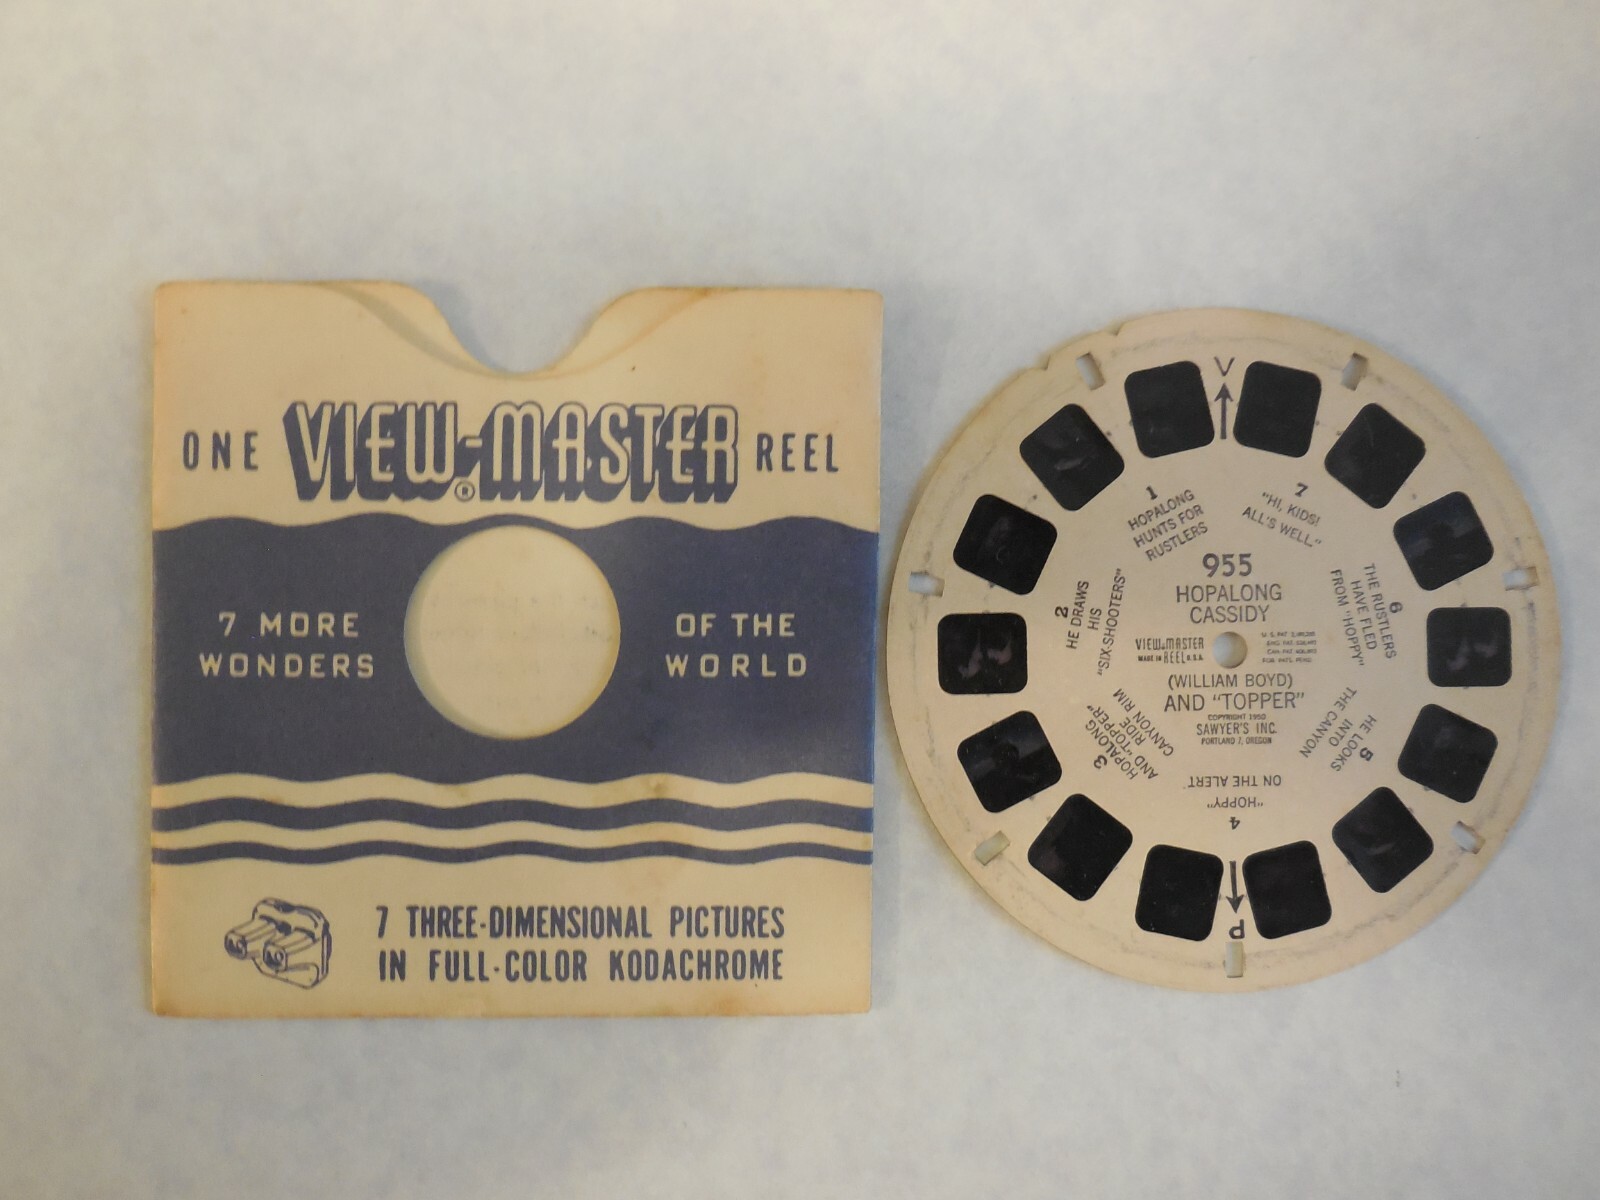 ONE VIEW-MASTER® REEL
7 MORE
WONDERS
OF THE
WORLD
7 THREE-DIMENSIONAL PICTURES
IN FULL-COLOR KODACHROME
V
1
HOPALONG
HUNTS FOR
RUSTLERS
2
HE DRAWS
HIS
"SIX-SHOOTERS"
3
HOPALONG
AND "TOPPER"
RIDE
CANYON RIM
4
"HOPPY"
ON THE ALERT
5
HE LOOKS
INTO
THE CANYON
6
THE RUSTLERS
HAVE FLED
FROM "HOPPY"
7
"HI, KIDS!
ALL'S WELL."
955
HOPALONG
CASSIDY
VIEW-MASTER
MADE IN REEL U.S.A.
(WILLIAM BOYD)
AND "TOPPER"
COPYRIGHT 1950
SAWYER'S INC.
PORTLAND 7, OREGON
P